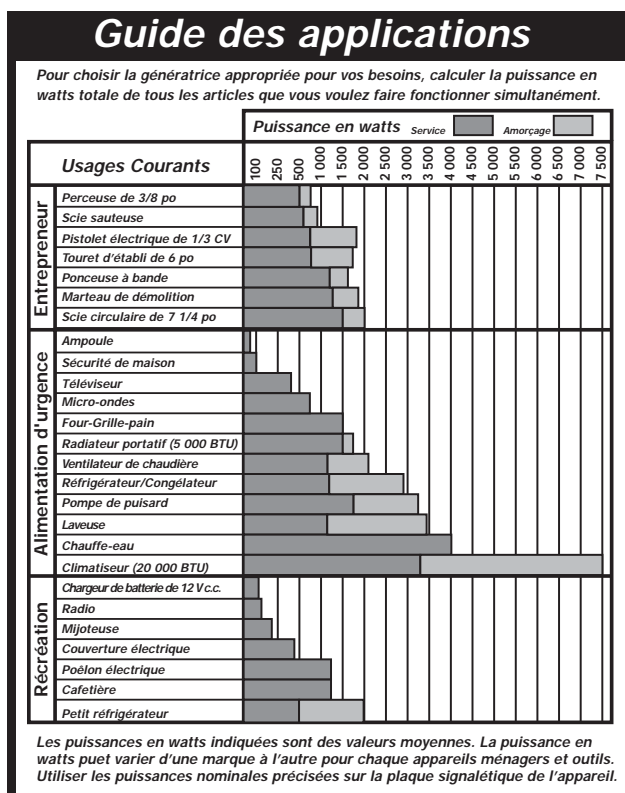 Guide des applications
Pour choisir la génératrice appropriée pour vos besoins, calculer la puissance en
watts totale de tous les articles que vous voulez faire fonctionner simultanément.
Puissance en watts Service Amorçage
Usages Courants
100 250 500 1 000 1 500 2 000 2 500 3 000 3 500 4 000 4 500 5 000 5 500 6 000 6 500 7 000 7 500
Entrepreneur
Perceuse de 3/8 po
Scie sauteuse
Pistolet électrique de 1/3 CV
Touret d'établi de 6 po
Ponceuse à bande
Marteau de démolition
Scie circulaire de 7 1/4 po
Alimentation d'urgence
Ampoule
Sécurité de maison
Téléviseur
Micro-ondes
Four-Grille-pain
Radiateur portatif (5 000 BTU)
Ventilateur de chaudière
Réfrigérateur/Congélateur
Pompe de puisard
Laveuse
Chauffe-eau
Climatiseur (20 000 BTU)
Récréation
Chargeur de batterie de 12 V c.c.
Radio
Mijoteuse
Couverture électrique
Poêlon électrique
Cafetière
Petit réfrigérateur
Les puissances en watts indiquées sont des valeurs moyennes. La puissance en
watts puet varier d'une marque à l'autre pour chaque appareils ménagers et outils.
Utiliser les puissances nominales précisées sur la plaque signalétique de l'appareil.